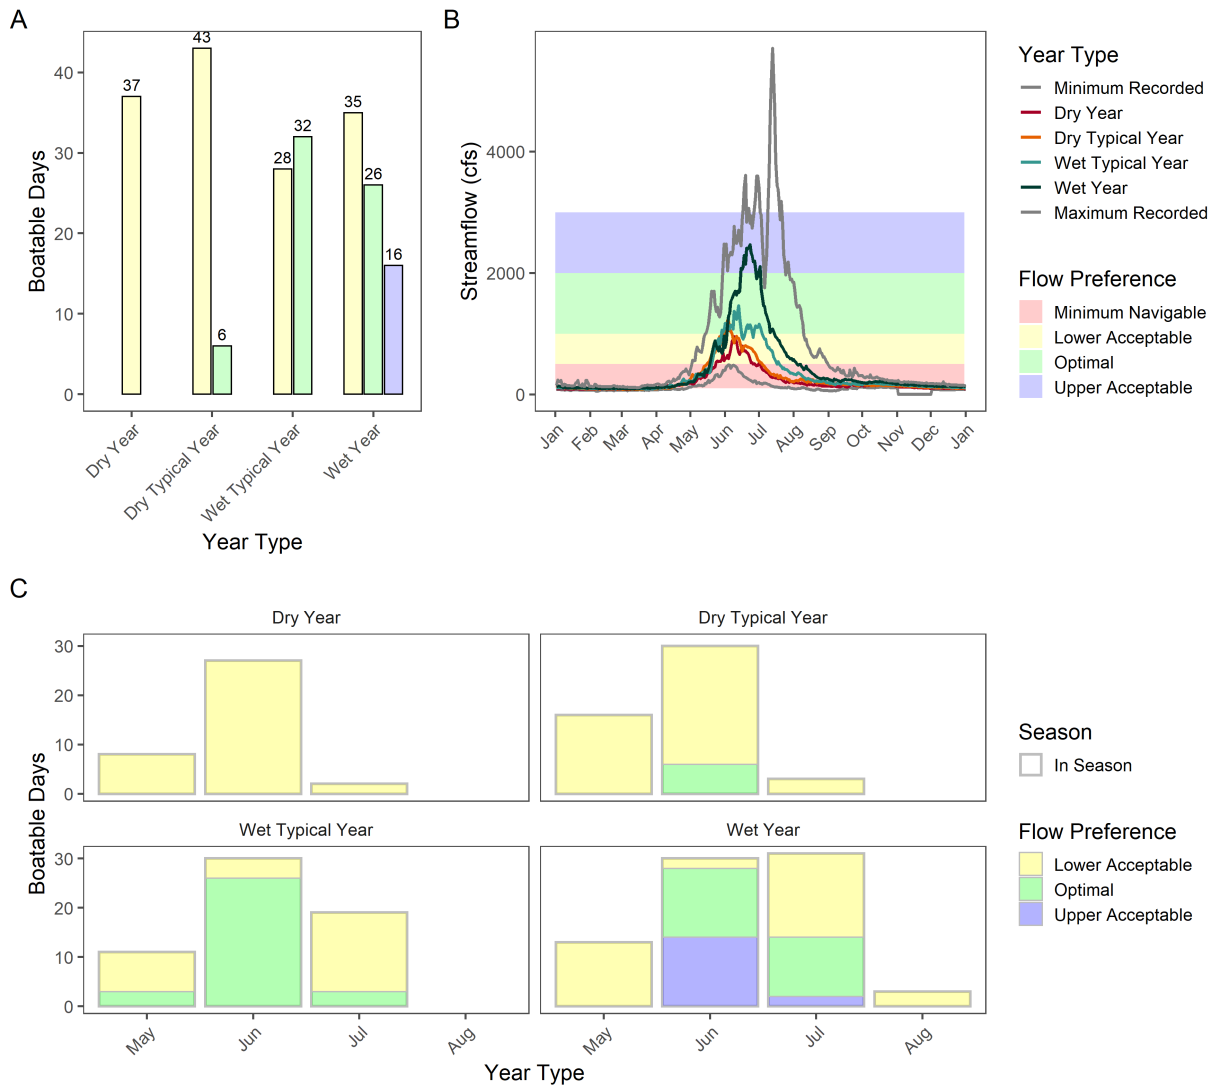 A
Boatable Days
40
30
20
10
0
37
43
6
28
32
35
26
16
Dry Year
Dry Typical Year
Wet Typical Year
Wet Year
Year Type
B
Streamflow (cfs)
4000
2000
0
Jan
Feb
Mar
Apr
May
Jun
Jul
Aug
Sep
Oct
Nov
Dec
Jan
Year Type
Minimum Recorded
Dry Year
Dry Typical Year
Wet Typical Year
Wet Year
Maximum Recorded
Flow Preference
Minimum Navigable
Lower Acceptable
Optimal
Upper Acceptable
C
Boatable Days
Dry Year
30
20
10
0
Dry Typical Year
Wet Typical Year
30
20
10
0
May
Jun
Jul
Aug
Wet Year
May
Jun
Jul
Aug
Year Type
Season
In Season
Flow Preference
Lower Acceptable
Optimal
Upper Acceptable